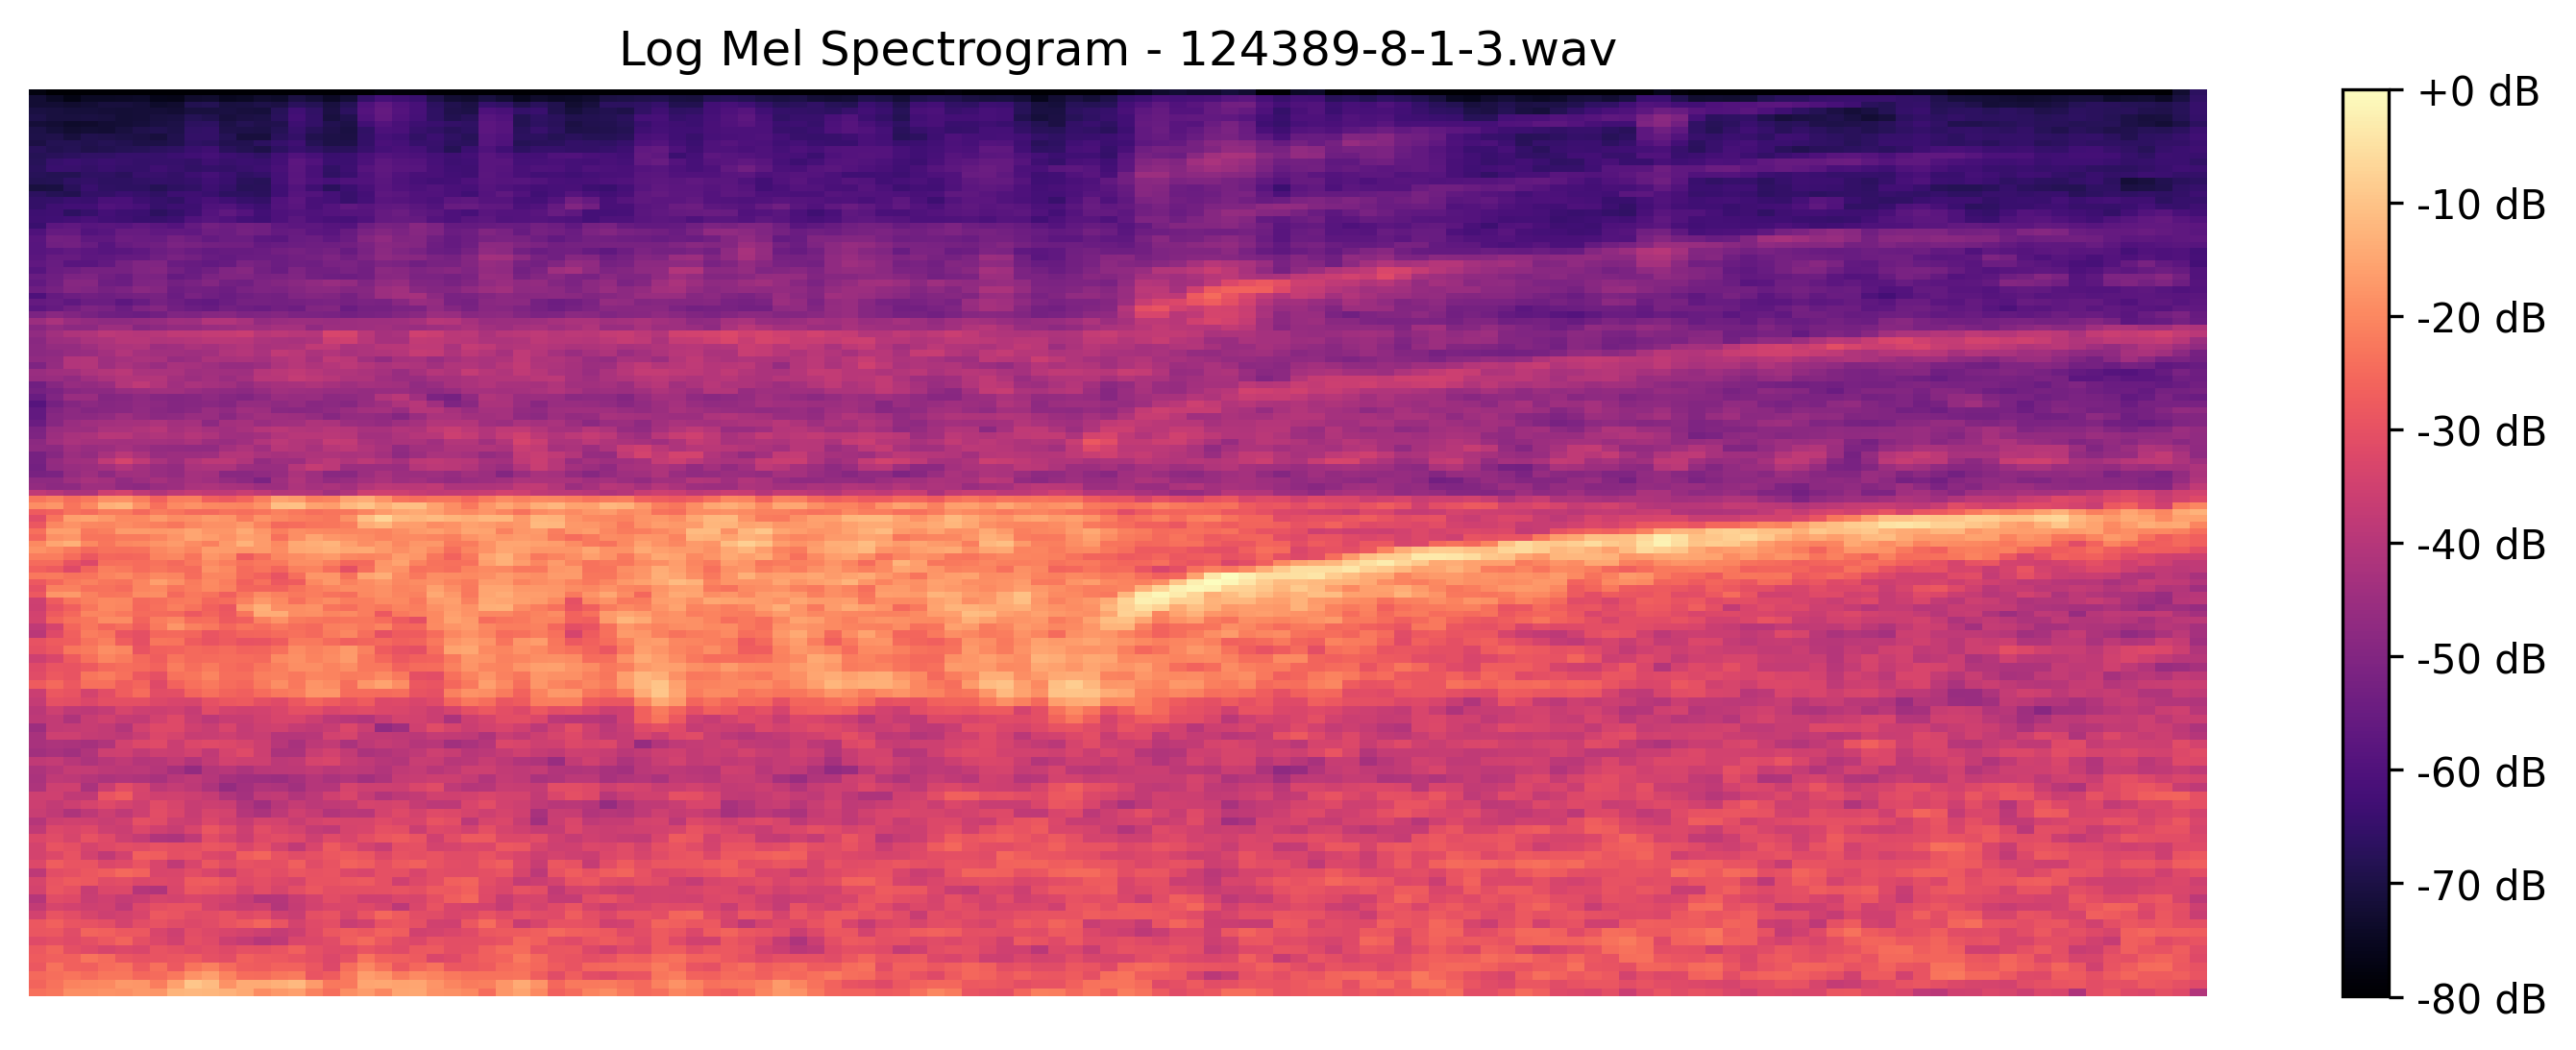 Log Mel Spectrogram - 124389-8-1-3.wav
+0 dB
-10 dB
-20 dB
-30 dB
-40 dB
-50 dB
-60 dB
-70 dB
-80 dB